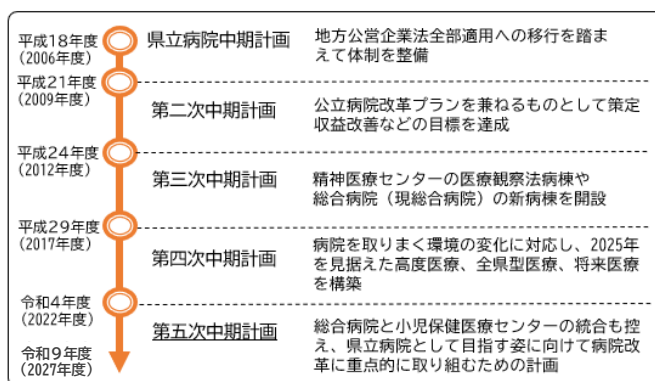 平成18年度
(2006年度)
県立病院中期計画
地方公営企業法全部適用への移行を踏ま
えて体制を整備
平成21年度
(2009年度)
第二次中期計画
公立病院改革プランを兼ねるものとして策定
収益改善などの目標を達成
平成24年度
(2012年度)
第三次中期計画
精神医療センターの医療観察法病棟や
総合病院（現総合病院）の新病棟を開設
平成29年度
(2017年度)
第四次中期計画
病院を取りまく環境の変化に対応し、2025年
を見据えた高度医療、全県型医療、将来医療
を構築
令和4年度
(2022年度)
第五次中期計画
総合病院と小児保健医療センターの統合も控
え、県立病院として目指す姿に向けて病院改
革に重点的に取り組むための計画
令和9年度
(2027年度)